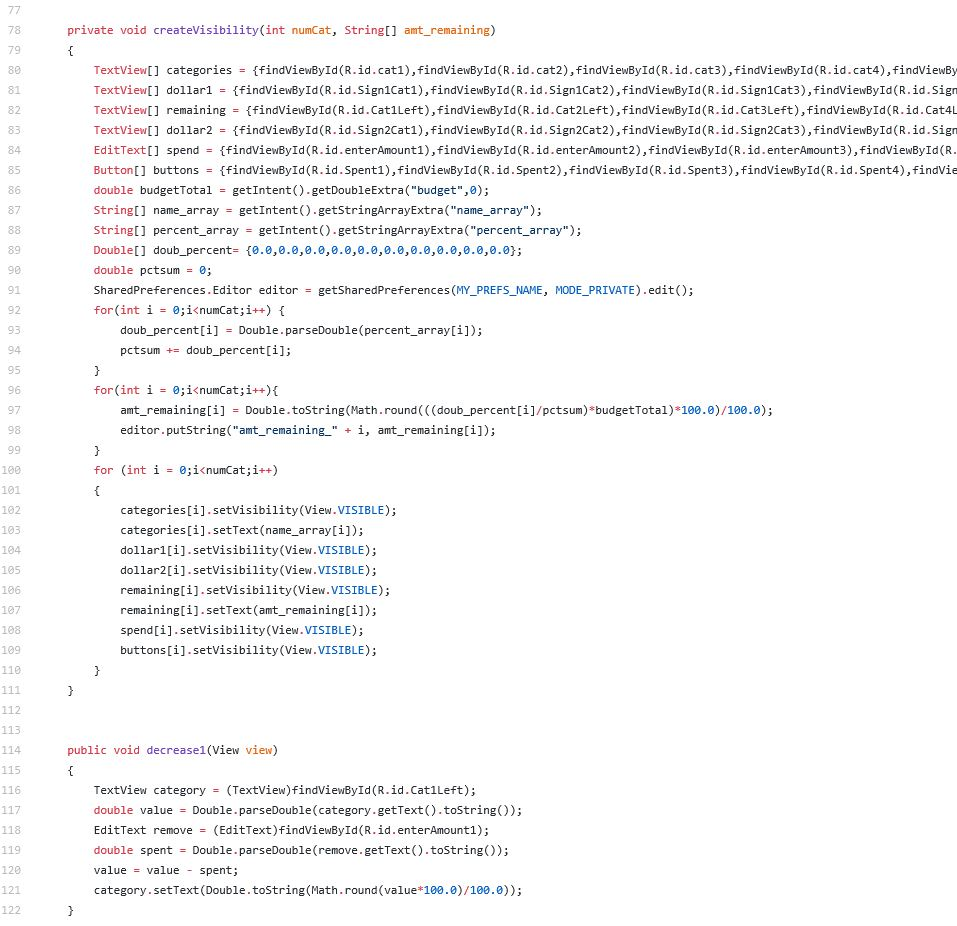 77
78 private void createVisibility(int numCat, String[] amt_remaining)
79 {
80 TextView[] categories = {findViewById(R.id.cat1),findViewById(R.id.cat2),findViewById(R.id.cat3),findViewById(R.id.cat4),findViewBy
81 TextView[] dollar1 = {findViewById(R.id.Sign1Cat1),findViewById(R.id.Sign1Cat2),findViewById(R.id.Sign1Cat3),findViewById(R.id.Sign
82 TextView[] remaining = {findViewById(R.id.Cat1Left),findViewById(R.id.Cat2Left),findViewById(R.id.Cat3Left),findViewById(R.id.Cat4L
83 TextView[] dollar2 = {findViewById(R.id.Sign2Cat1),findViewById(R.id.Sign2Cat2),findViewById(R.id.Sign2Cat3),findViewById(R.id.Sign
84 EditText[] spend = {findViewById(R.id.enterAmount1),findViewById(R.id.enterAmount2),findViewById(R.id.enterAmount3),findViewById(R.
85 Button[] buttons = {findViewById(R.id.Spent1),findViewById(R.id.Spent2),findViewById(R.id.Spent3),findViewById(R.id.Spent4),findVie
86 double budgetTotal = getIntent().getDoubleExtra("budget",0);
87 String[] name_array = getIntent().getStringArrayExtra("name_array");
88 String[] percent_array = getIntent().getStringArrayExtra("percent_array");
89 Double[] doub_percent= {0.0,0.0,0.0,0.0,0.0,0.0,0.0,0.0,0.0,0.0};
90 double pctsum = 0;
91 SharedPreferences.Editor editor = getSharedPreferences(MY_PREFS_NAME, MODE_PRIVATE).edit();
92 for(int i = 0;i<numCat;i++) {
93 doub_percent[i] = Double.parseDouble(percent_array[i]);
94 pctsum += doub_percent[i];
95 }
96 for(int i = 0;i<numCat;i++){
97 amt_remaining[i] = Double.toString(Math.round(((doub_percent[i]/pctsum)*budgetTotal)*100.0)/100.0);
98 editor.putString("amt_remaining_" + i, amt_remaining[i]);
99 }
100 for (int i = 0;i<numCat;i++)
101 {
102 categories[i].setVisibility(View.VISIBLE);
103 categories[i].setText(name_array[i]);
104 dollar1[i].setVisibility(View.VISIBLE);
105 dollar2[i].setVisibility(View.VISIBLE);
106 remaining[i].setVisibility(View.VISIBLE);
107 remaining[i].setText(amt_remaining[i]);
108 spend[i].setVisibility(View.VISIBLE);
109 buttons[i].setVisibility(View.VISIBLE);
110 }
111 }
112
113
114 public void decrease1(View view)
115 {
116 TextView category = (TextView)findViewById(R.id.Cat1Left);
117 double value = Double.parseDouble(category.getText().toString());
118 EditText remove = (EditText)findViewById(R.id.enterAmount1);
119 double spent = Double.parseDouble(remove.getText().toString());
120 value = value - spent;
121 category.setText(Double.toString(Math.round(value*100.0)/100.0));
122 }